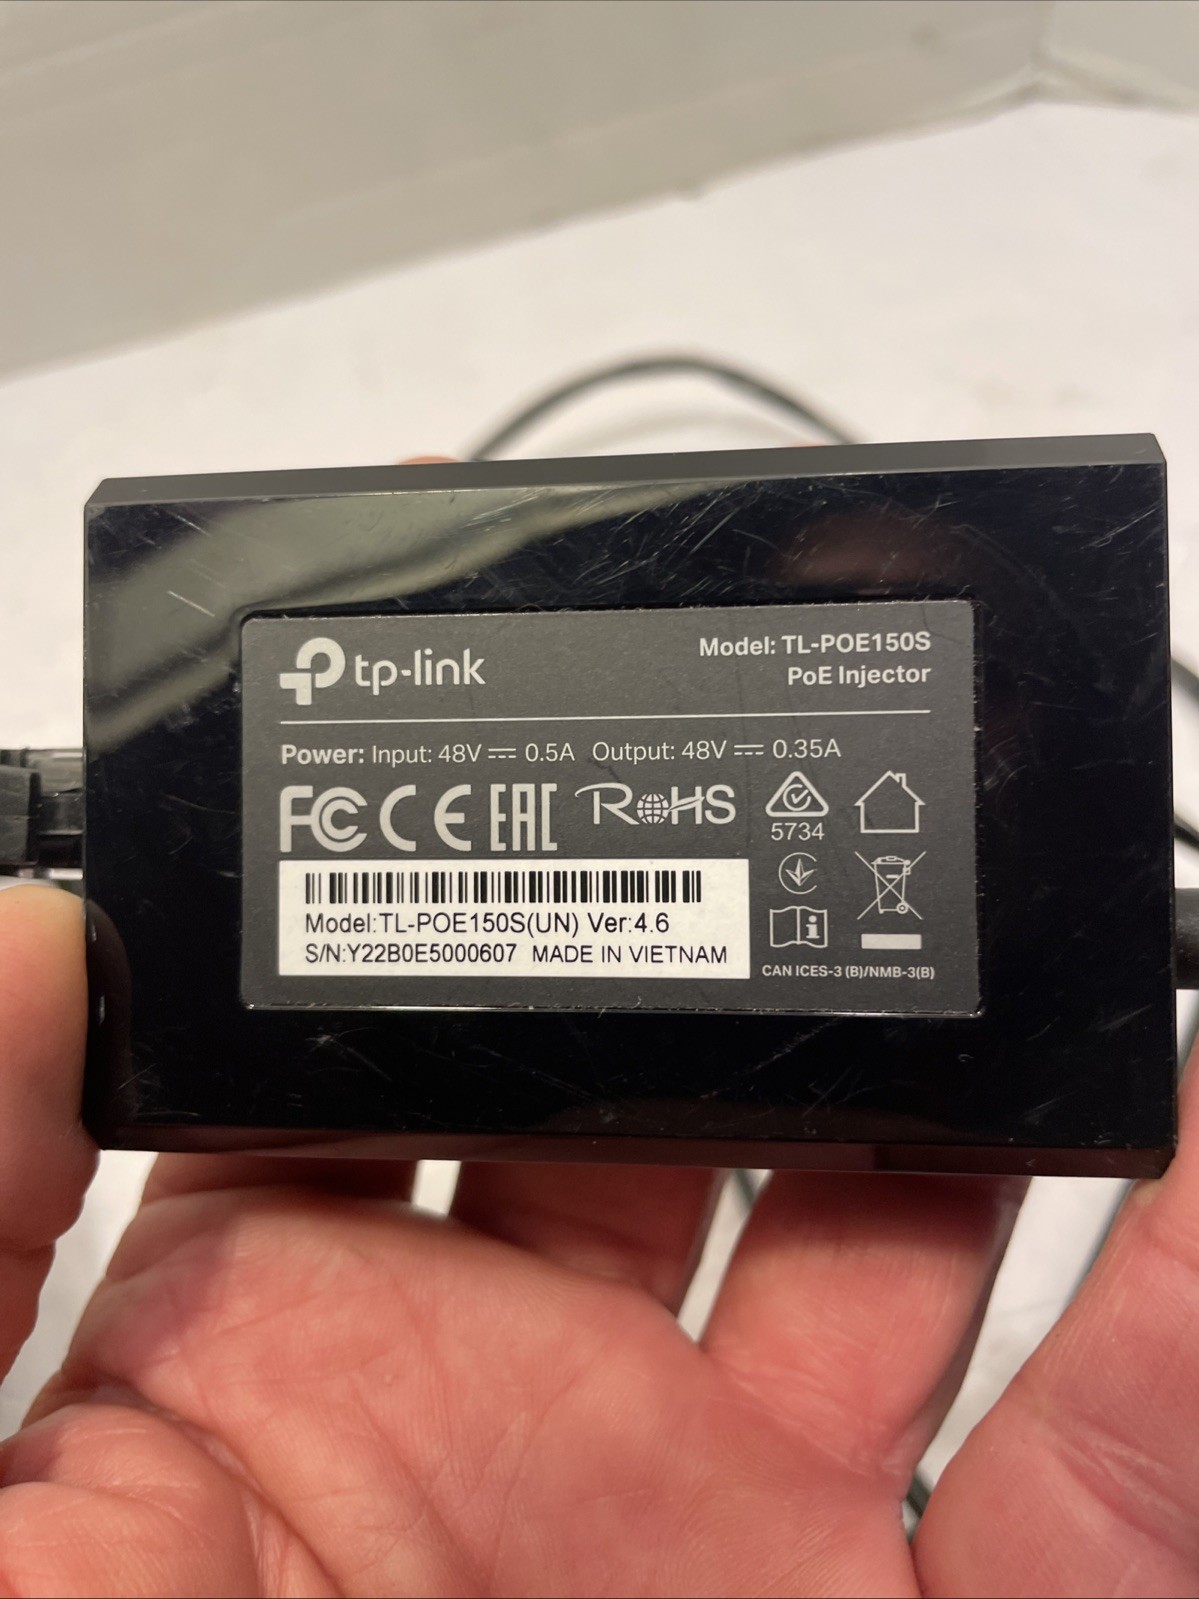 tp-link
Model: TL-POE150S
PoE Injector
Power: Input: 48V ⎓ 0.5A Output: 48V ⎓ 0.35A
FC CE EAC RoHS
5734
Model:TL-POE150S(UN) Ver:4.6
S/N:Y22B0E5000607 MADE IN VIETNAM
CAN ICES-3 (B)/NMB-3(B)